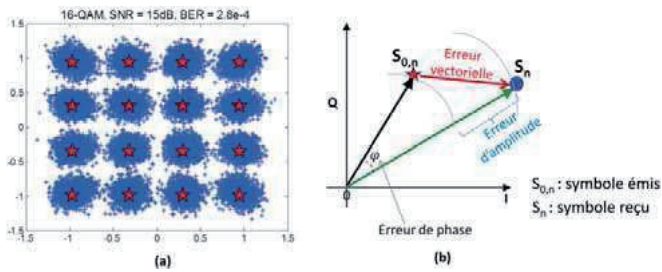 16-QAM, SNR = 15dB, BER = 2.8e-4
1.5
1
0.5
0
-0.5
-1
-1.5
-1
-0.5
0
0.5
1
1.5
(a)
S0,n
Erreur
vectorielle
Sn
Q
Erreur
d'amplitude
φ
0
I
Erreur de phase
(b)
S0,n : symbole émis
Sn : symbole reçu